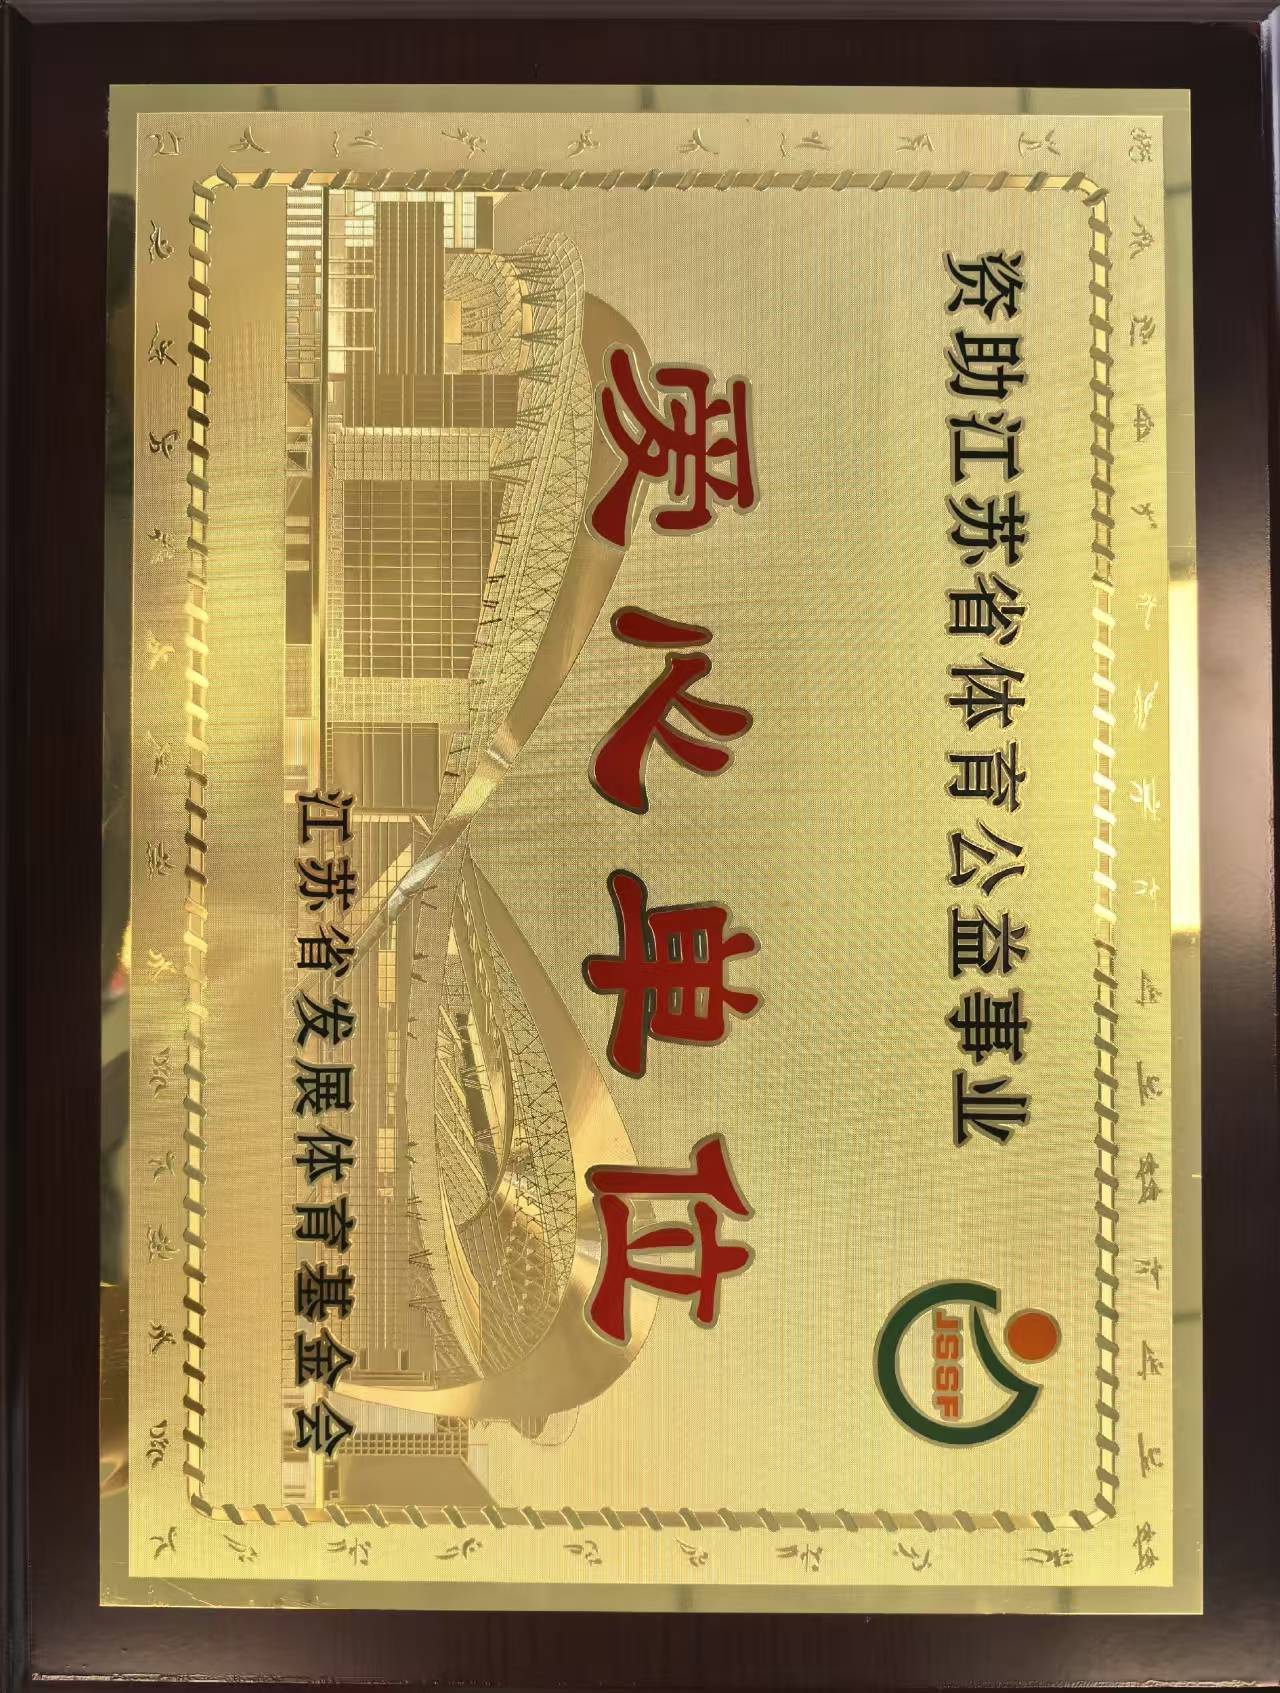 资助江苏省体育公益事业
JSSF
爱心单位
江苏省发展体育基金会